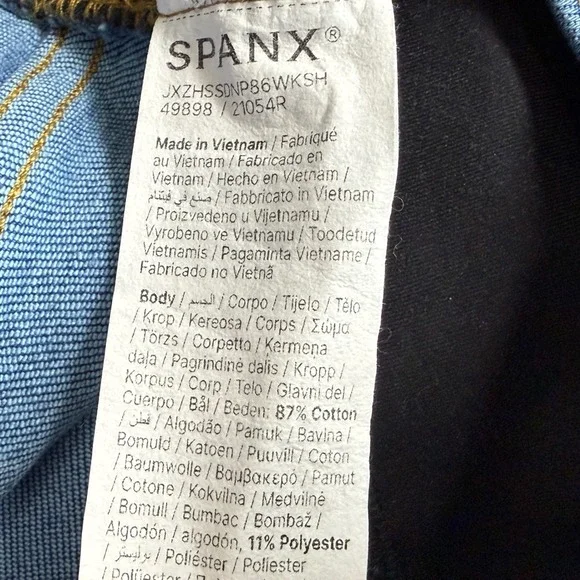 SPANX®
JXZHSSDNP86WKSH
49898 / 21054R
Made in Vietnam / Fabriqué
au Vietnam / Fabricado en
Vietnam / Hecho en Vietnam /
صنع في فيتنام / Fabbricato in Vietnam
/ Proizvedeno u Vijetnamu /
Vyrobeno ve Vietnamu / Toodetud
Vietnamis / Pagaminta Vietname /
Fabricado no Vietnã
Body / الجسم / Corpo / Tijelo / Tělo
/ Krop / Kereosa / Corps / Σώμα
/ Törzs / Corpetto / Ķermeņa
daļa / Pagrindinė dalis / Kropp /
Korpus / Corp / Telo / Glavni del /
Cuerpo / Bål / Beden: 87% Cotton
/ قطن / Algodão / Pamuk / Bavlna /
Bomuld / Katoen / Puuvill / Coton
/ Baumwolle / Βαμβακερό / Pamut
/ Cotone / Kokvilna / Medvilnė
/ Bomull / Bumbac / Bombaž /
Algodón / algodón, 11% Polyester
/ بوليستر / Poliéster / Poliester
/ Polüester /